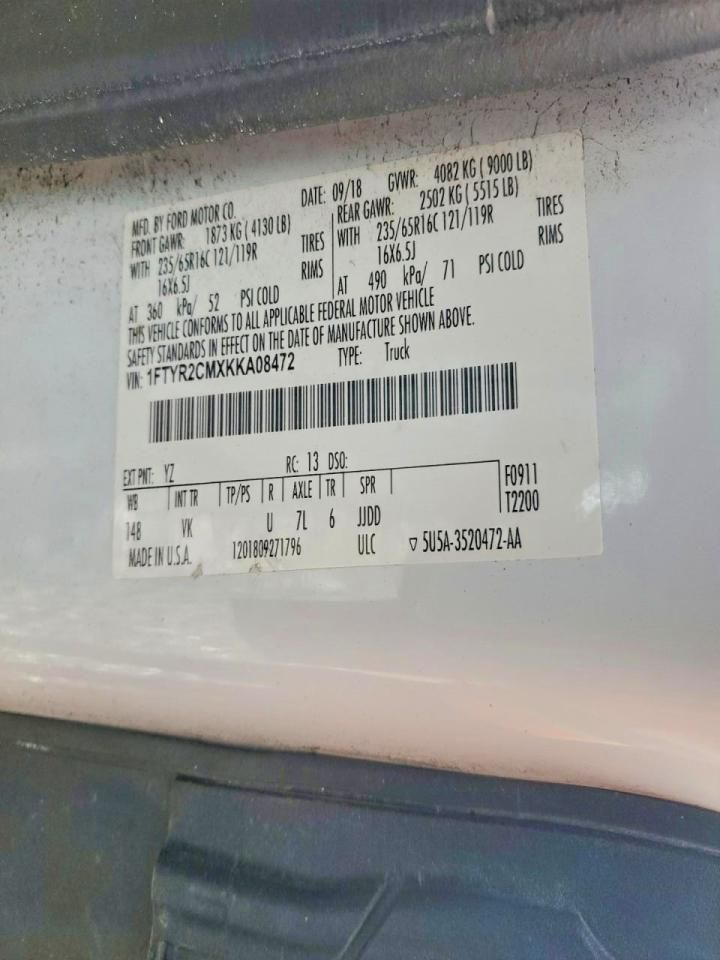 MFD. BY FORD MOTOR CO. DATE: 09/18 GVWR: 4082 KG ( 9000 LB)
FRONT GAWR: 1873 KG ( 4130 LB) REAR GAWR: 2502 KG ( 5515 LB)
WITH 235/65R16C 121/119R TIRES WITH 235/65R16C 121/119R TIRES
16X6.5J RIMS 16X6.5J RIMS
AT 360 kPa/ 52 PSI COLD AT 490 kPa/ 71 PSI COLD
THIS VEHICLE CONFORMS TO ALL APPLICABLE FEDERAL MOTOR VEHICLE
SAFETY STANDARDS IN EFFECT ON THE DATE OF MANUFACTURE SHOWN ABOVE.
VIN: 1FTYR2CMXKKA08472 TYPE: Truck
EXT PNT: YZ RC: 13 DSO:
WB INT TR TP/PS R AXLE TR SPR F0911
148 VK U 7L 6 JJDD T2200
MADE IN U.S.A. 1201809271796 ULC ▽ 5U5A-3520472-AA